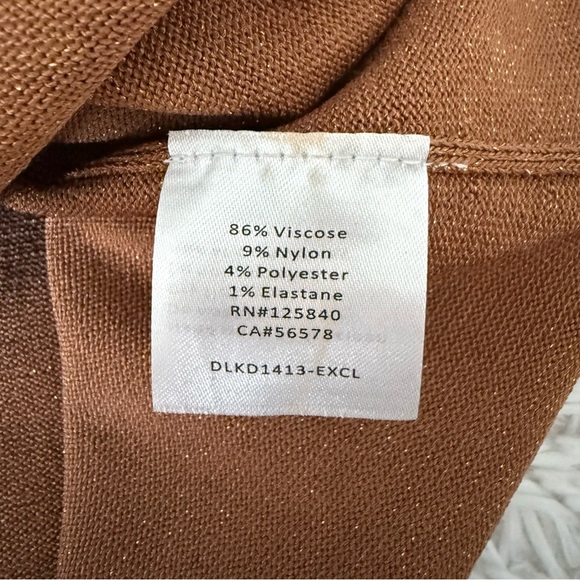 86% Viscose
9% Nylon
4% Polyester
1% Elastane
RN#125840
CA#56578
DLKD1413-EXCL